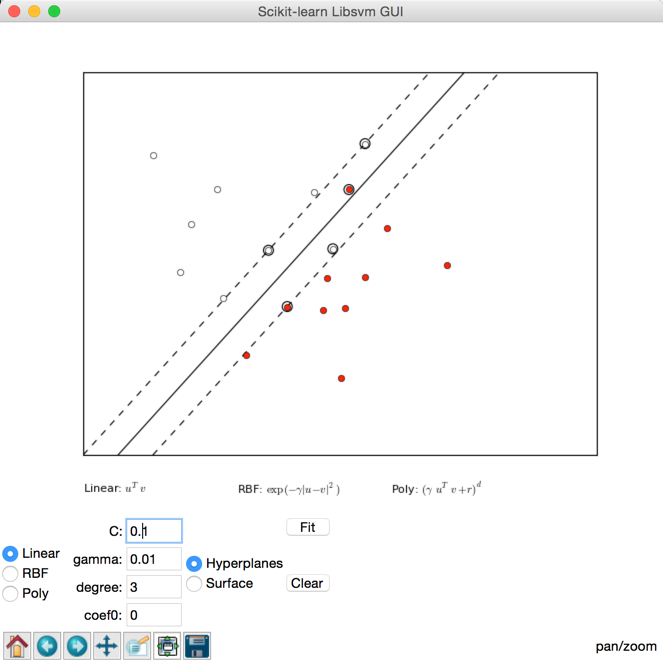 Scikit-learn Libsvm GUI
Linear: u^T v RBF: exp(−γ|u−v|^2) Poly: (γ u^T v+r)^d
C: 0.1 Fit
Linear gamma: 0.01 Hyperplanes
RBF degree: 3 Surface Clear
Poly coef0: 0
pan/zoom